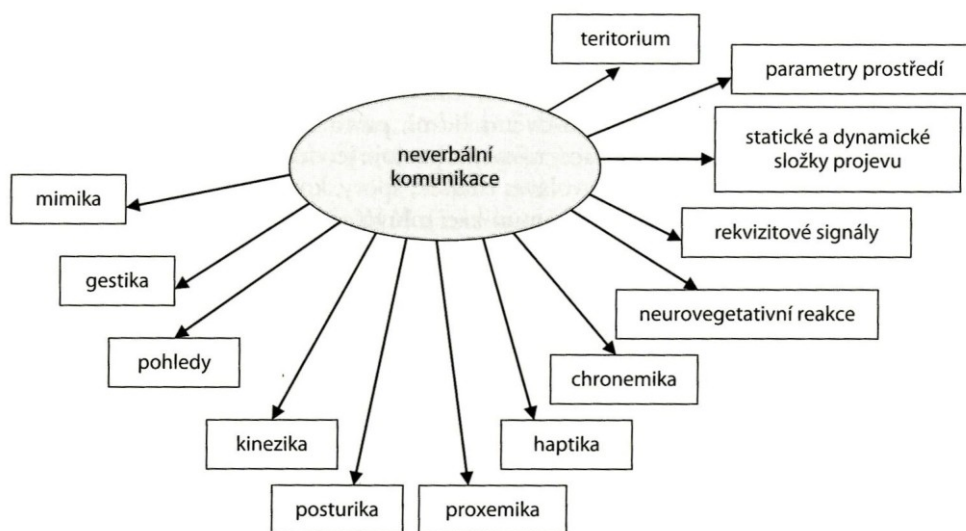 teritorium
parametry prostředí
statické a dynamické
složky projevu
neverbální
komunikace
mimika
rekvizitové signály
gestika
neurovegetativní reakce
pohledy
chronemika
kinezika
haptika
posturika
proxemika